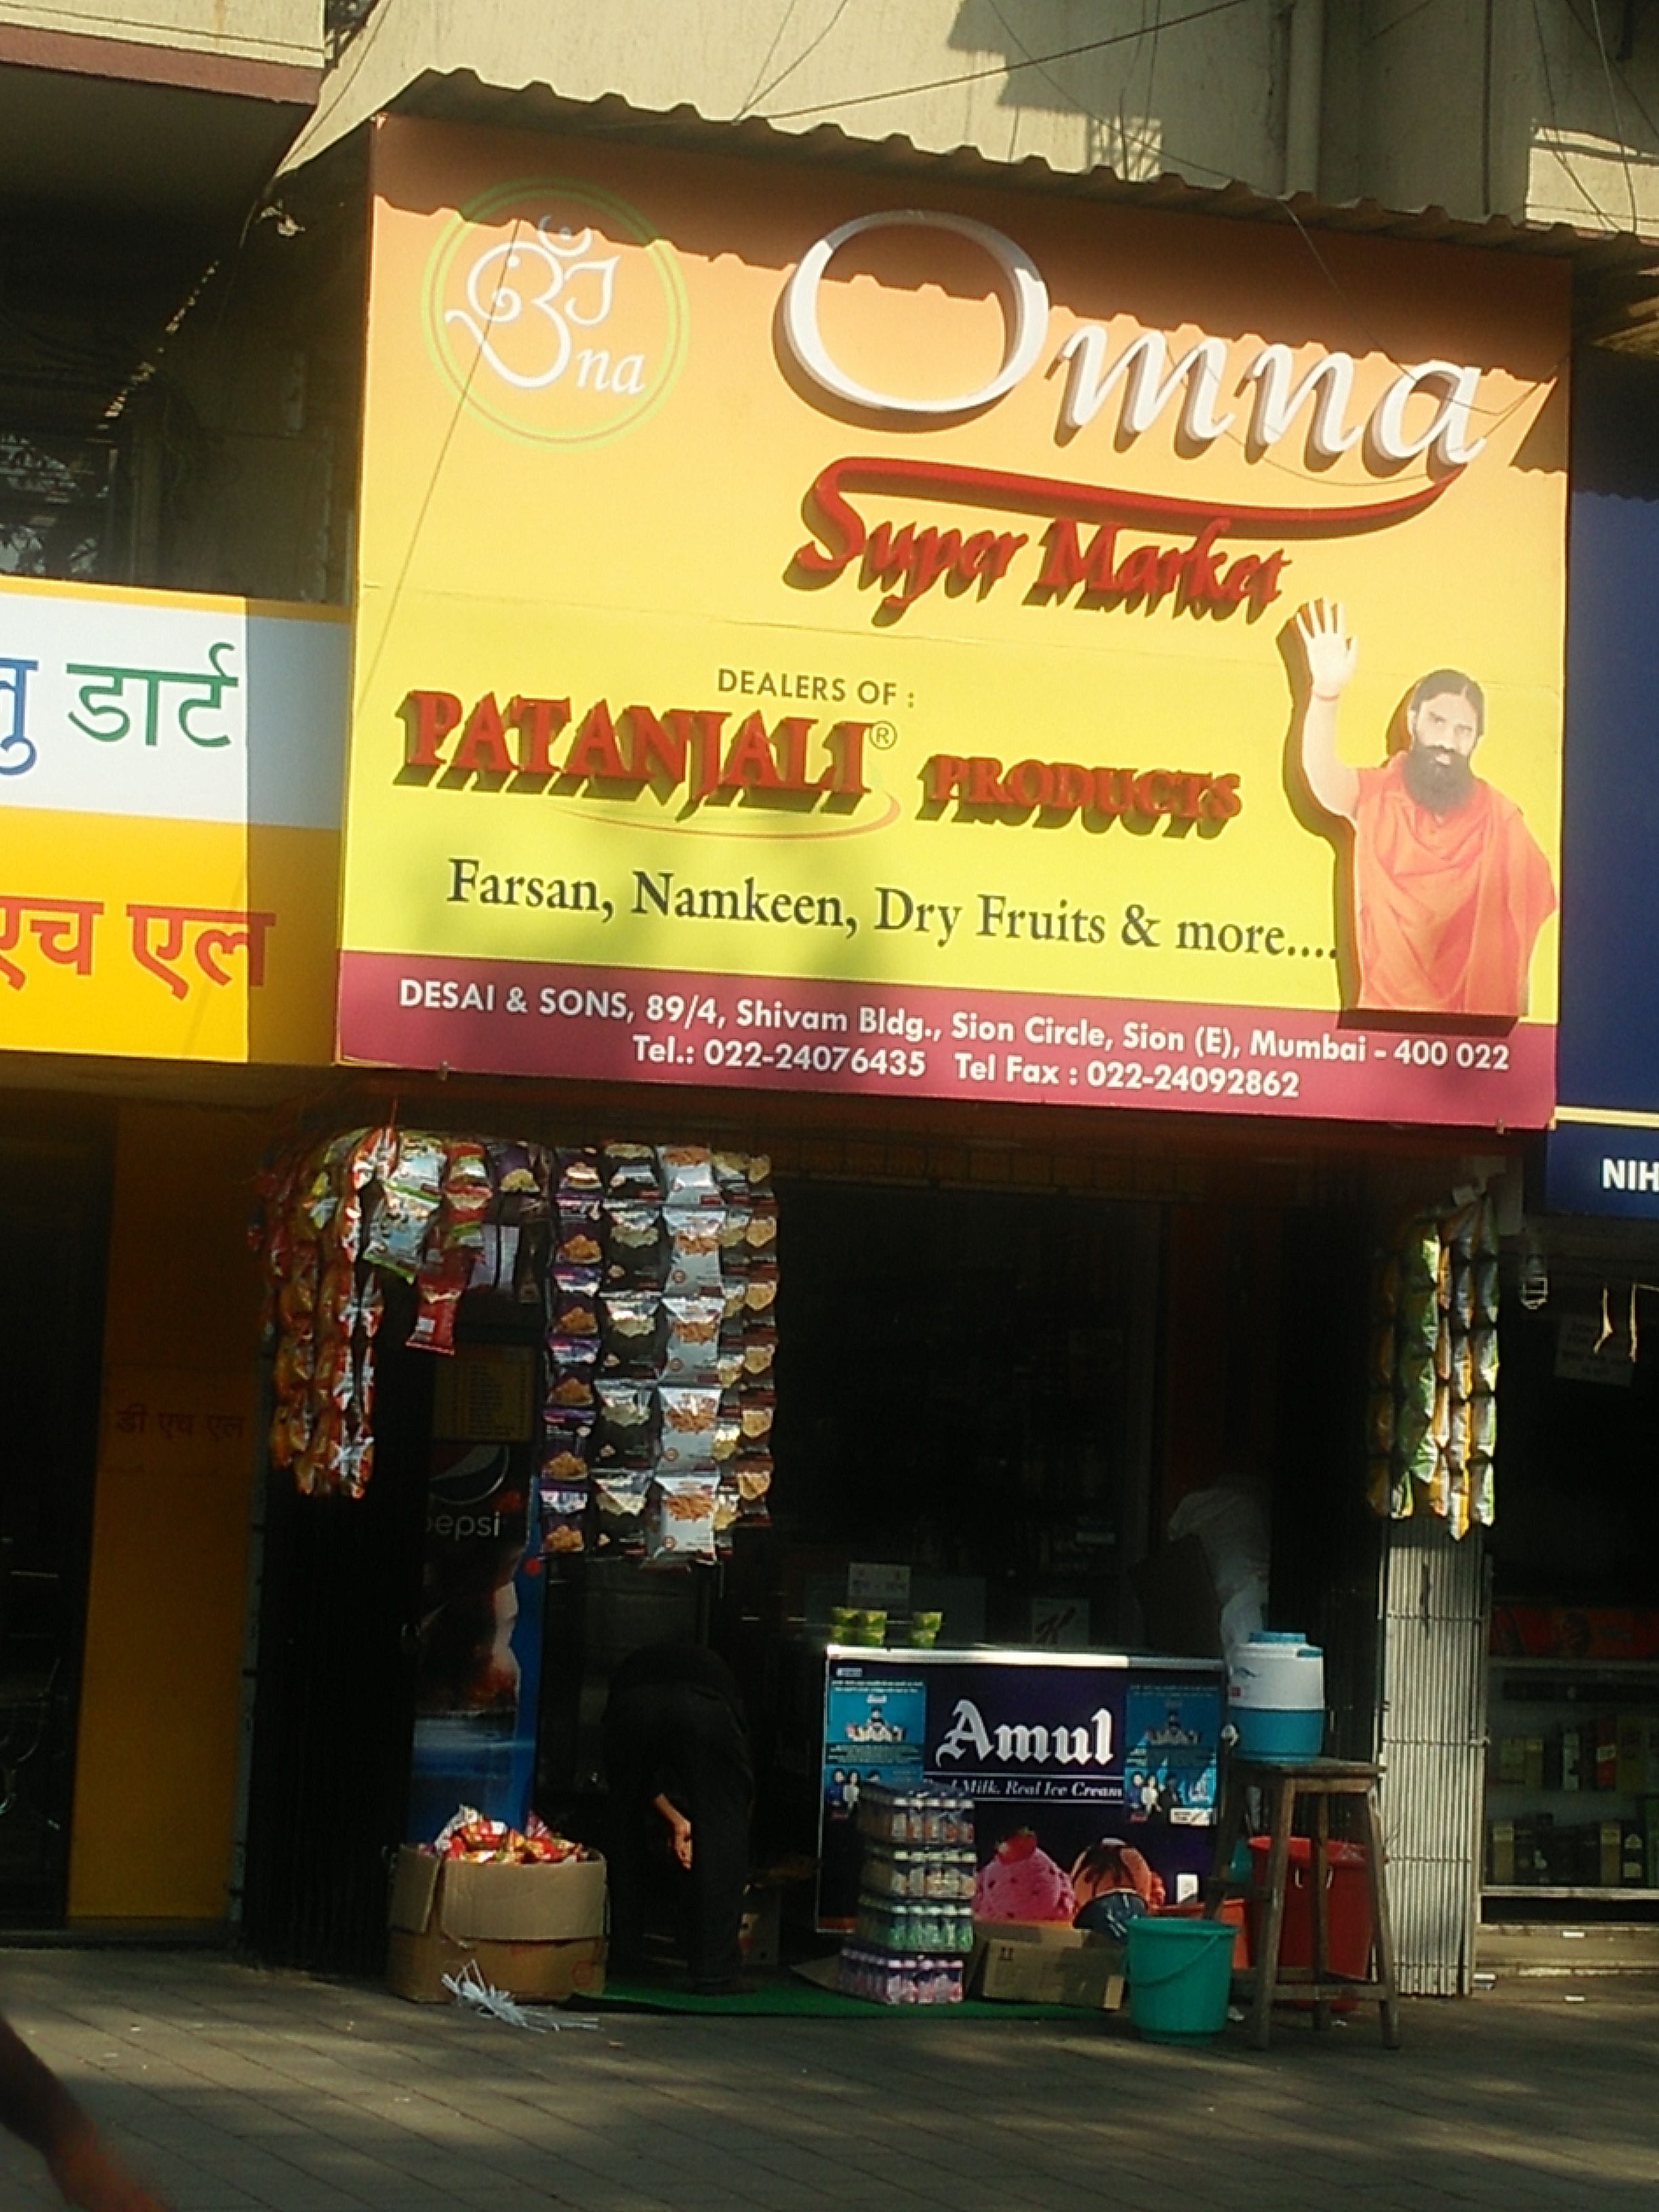 ॐna
Omna
Super Market
DEALERS OF :
PATANJALI® PRODUCTS
Farsan, Namkeen, Dry Fruits & more....
DESAI & SONS, 89/4, Shivam Bldg., Sion Circle, Sion (E), Mumbai - 400 022
Tel.: 022-24076435 Tel Fax : 022-24092862
डार्ट
एच एल
NIH
डी एच एल
pepsi
Amul
Milk. Real Ice Cream